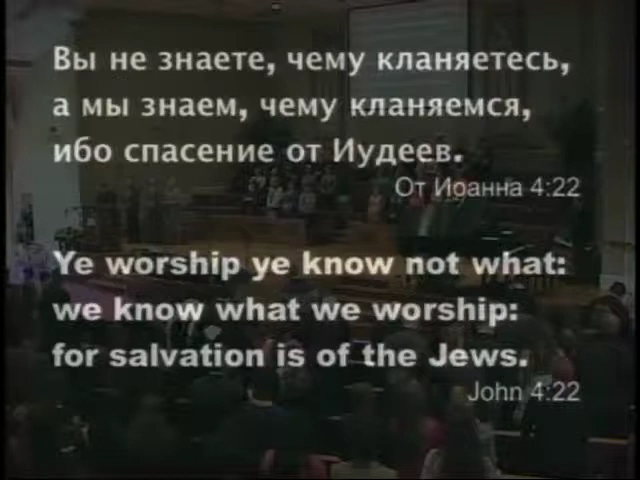 Вы не знаете, чему кланяетесь,
а мы знаем, чему кланяемся,
ибо спасение от Иудеев.
От Иоанна 4:22
Ye worship ye know not what:
we know what we worship:
for salvation is of the Jews.
John 4:22